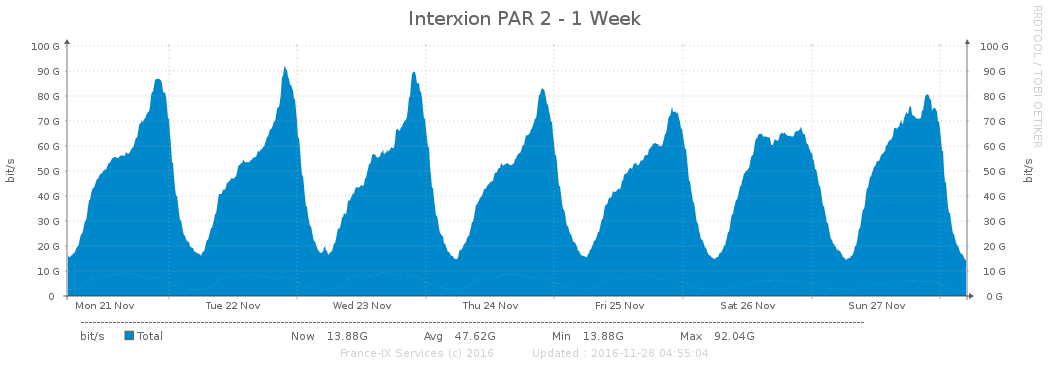 Interxion PAR 2 - 1 Week
RRDTOOL / TOBI OETIKER
100 G 100 G
90 G 90 G
80 G 80 G
70 G 70 G
60 G 60 G
50 G 50 G
40 G 40 G
30 G 30 G
20 G 20 G
10 G 10 G
0 0 G
bit/s bit/s
Mon 21 Nov Tue 22 Nov Wed 23 Nov Thu 24 Nov Fri 25 Nov Sat 26 Nov Sun 27 Nov
bit/s Total Now 13.88G Avg 47.62G Min 13.88G Max 92.04G
France-IX Services (c) 2016 Updated : 2016-11-28 04:55:04